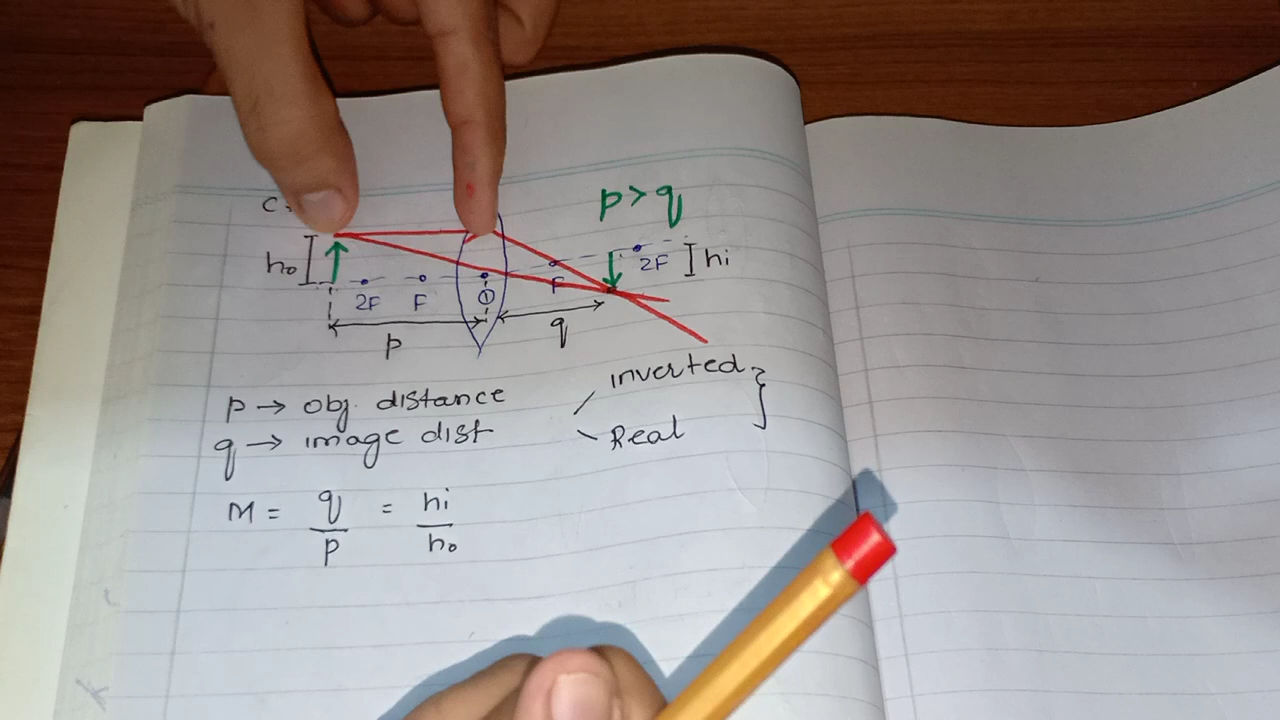 C.
p > q
ho
hi
2F F O F 2F
p
q
p → obj. distance
q → image dist
inverted
Real
M = q/p = hi/ho